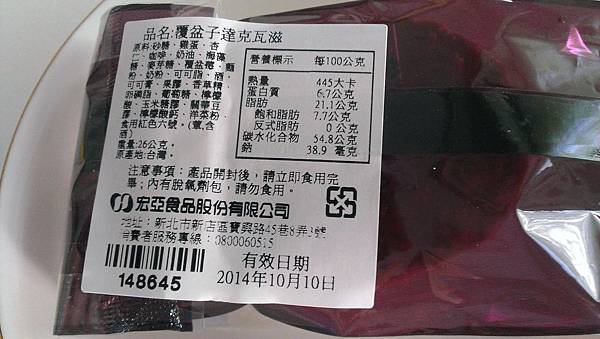 品名:覆盆子達克瓦滋
原料:砂糖、雞蛋、杏
仁、咖啡、奶油、海藻
糖、麥芽糖、覆盆莓、麵
粉、奶粉、可可脂、酒、
可可膏、果膠、香草精、
卵磷脂、葡萄糖、檸檬
酸、玉米糖膠、關華豆
膠、檸檬酸鈣、洋菜粉、
食用紅色六號。(葷,含
酒)
重量:26公克。
原產地:台灣。
營養標示 每100公克
熱量 445大卡
蛋白質 6.7公克
脂肪 21.1公克
飽和脂肪 7.7公克
反式脂肪 0公克
碳水化合物 54.8公克
鈉 38.9 毫克
注意事項:產品開封後,請立即食用完
畢;內有脫氧劑包,請勿食用。
宏亞食品股份有限公司
地址:新北市新店區寶興路45巷8弄 號
消費者服務專線:0800060515
148645
有效日期
2014年10月10日